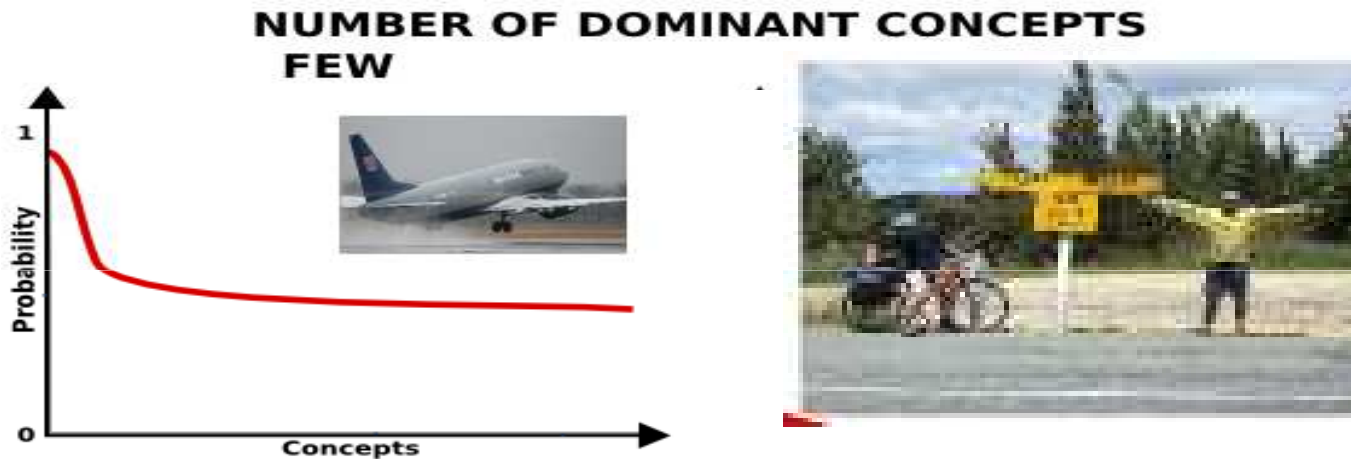 NUMBER OF DOMINANT CONCEPTS
FEW
1
Probability
0
Concepts